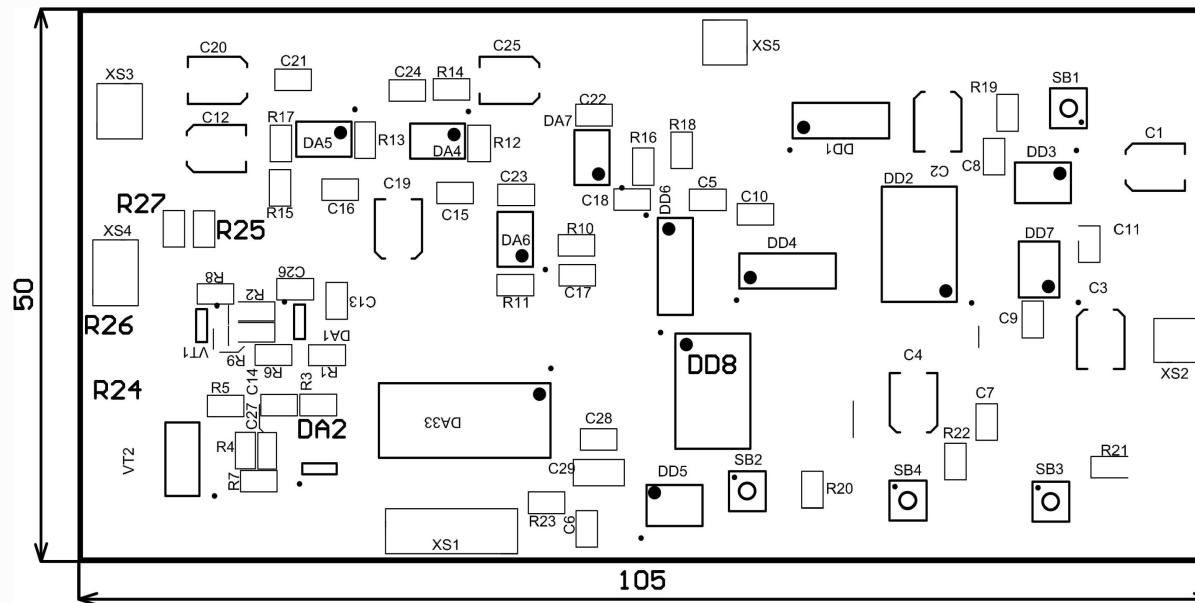 C20
C25
XS5
C21
C24
R14
XS3
SB1
R19
C22
C12
R17
DA5
R13
DA4
R12
DA7
R16
R18
DD1
C1
C2
C8
DD3
R15
C16
C19
C15
C23
C18
DD6
C5
C10
DD2
R27
R25
XS4
DA6
R10
DD4
DD7
C11
R8
R2
C26
C13
R11
C17
C9
C3
50
R26
VT1
R9
DA1
R6
R1
XS2
DD8
C4
R24
R5
C14
R3
C27
DA2
DA33
C7
C28
R4
VT2
R7
C29
R22
R21
DD5
SB2
R20
SB4
SB3
R23
C6
XS1
105